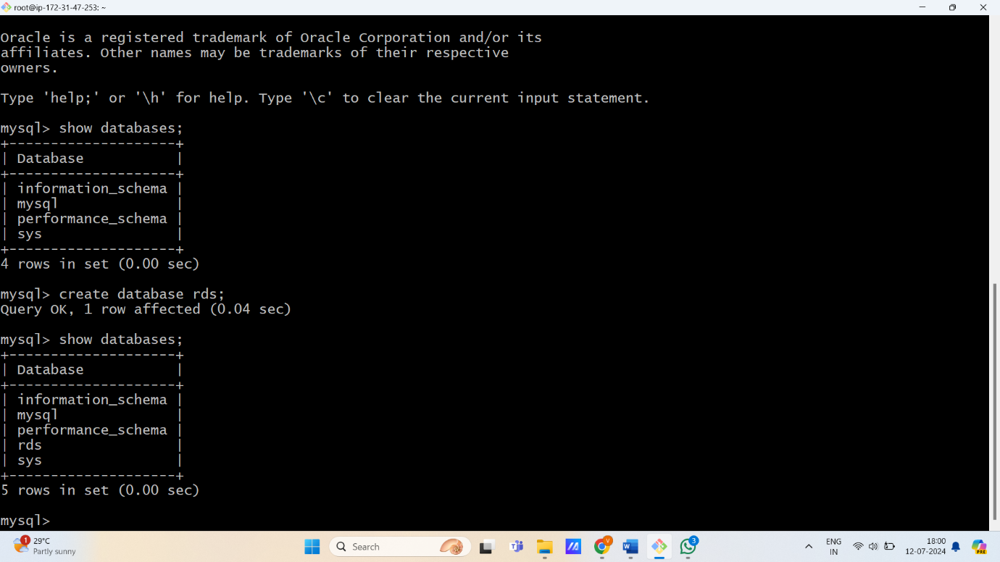 root@ip-172-31-47-253: ~
Oracle is a registered trademark of Oracle Corporation and/or its
affiliates. Other names may be trademarks of their respective
owners.
Type 'help;' or '\h' for help. Type '\c' to clear the current input statement.
mysql> show databases;
+--------------------+
| Database           |
+--------------------+
| information_schema |
| mysql              |
| performance_schema |
| sys                |
+--------------------+
4 rows in set (0.00 sec)
mysql> create database rds;
Query OK, 1 row affected (0.04 sec)
mysql> show databases;
+--------------------+
| Database           |
+--------------------+
| information_schema |
| mysql              |
| performance_schema |
| rds                |
| sys                |
+--------------------+
5 rows in set (0.00 sec)
mysql>
1
29°C
Partly sunny
Search
V
3
ENG
IN
18:00
12-07-2024
PRE